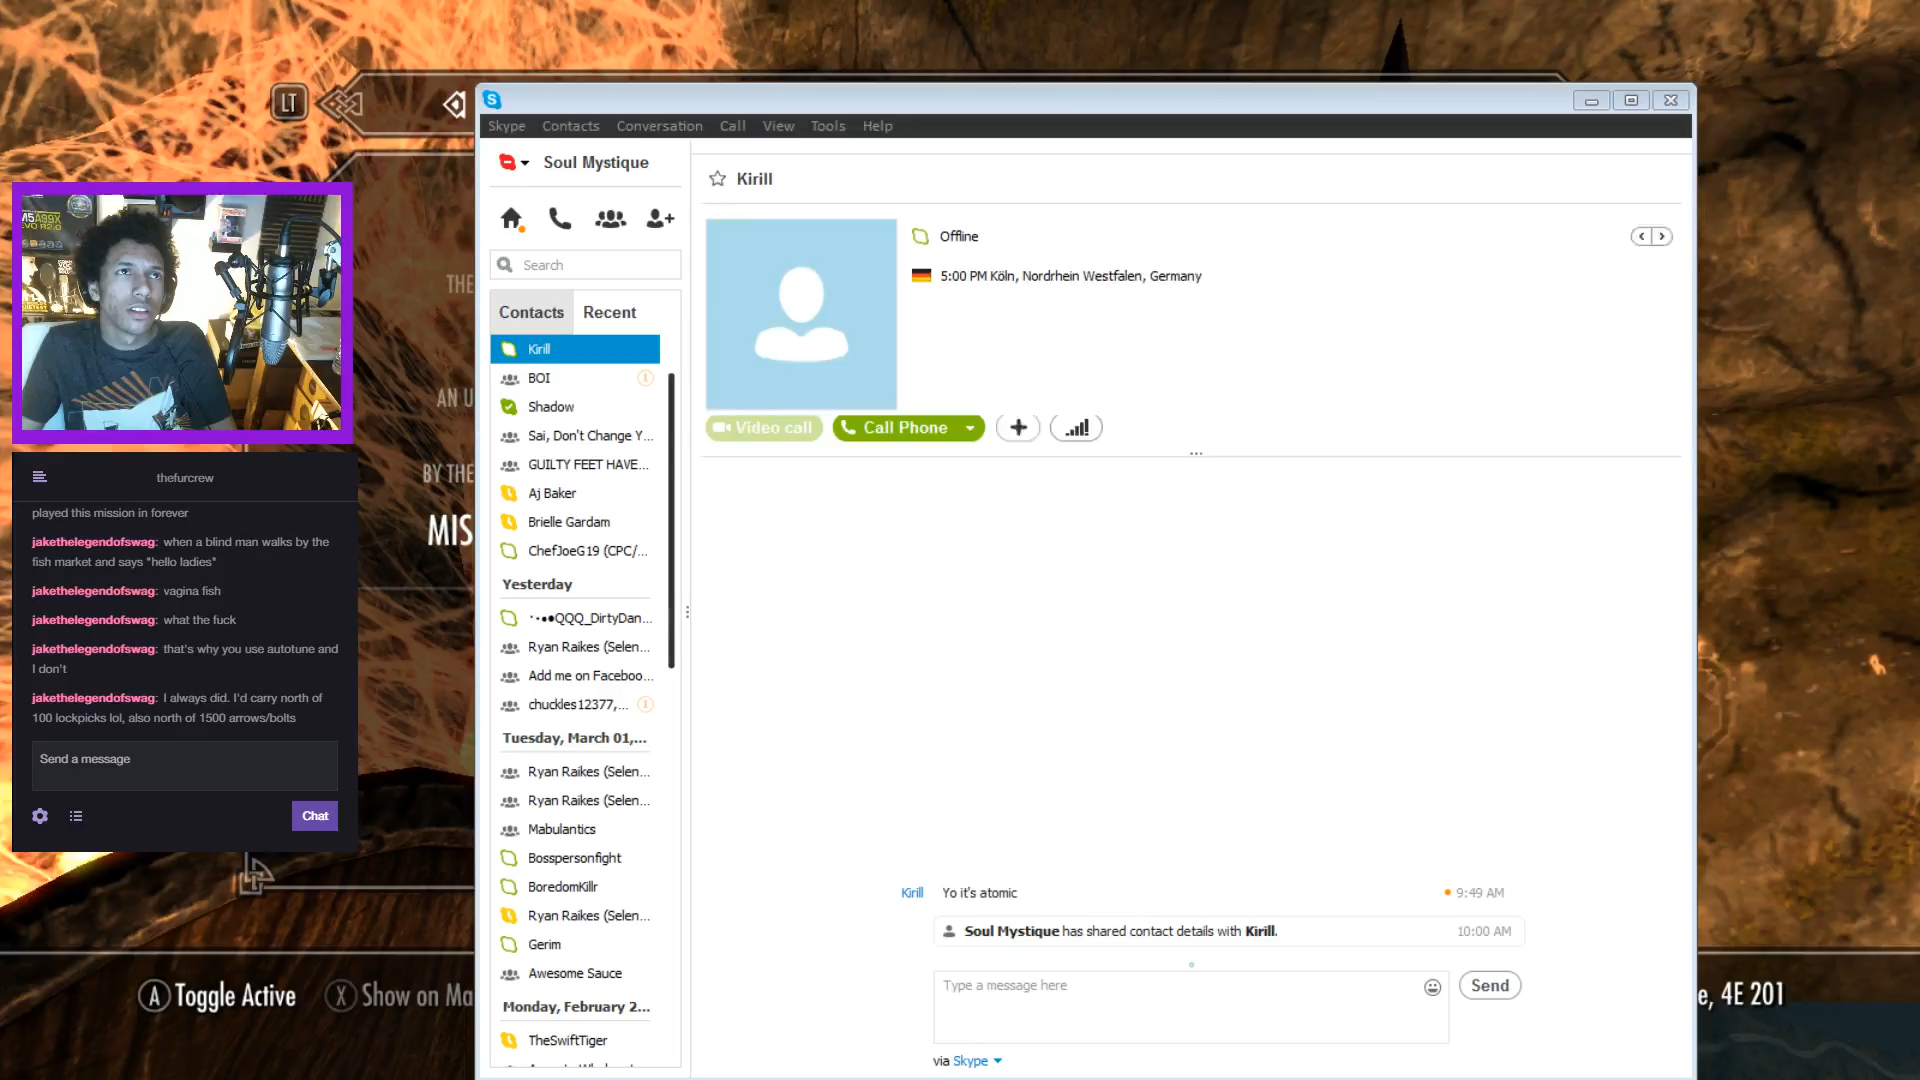 LT
Skype Contacts Conversation Call View Tools Help
Soul Mystique
Search
Contacts Recent
Kirill
BOI
Shadow
Sai, Don't Change Y...
GUILTY FEET HAVE...
Aj Baker
Brielle Gardam
ChefJoeG19 (CPC/...
Yesterday
QQQ_DirtyDan...
Ryan Raikes (Selen...
Add me on Faceboo...
chuckles12377,...
Tuesday, March 01,...
Ryan Raikes (Selen...
Ryan Raikes (Selen...
Mabulantics
Basspersonfight
BoredomKillr
Ryan Raikes (Selen...
Gerim
Awesome Sauce
Monday, February 2...
TheSwiftTiger
Kirill
Offline
5:00 PM Köln, Nordrhein Westfalen, Germany
Video call Call Phone
Kirill Yo it's atomic 9:49 AM
Soul Mystique has shared contact details with Kirill. 10:00 AM
Type a message here
Send
via Skype
M5A99X
EVO R2.0
THE
AN U
BY THE
MIS
thefurcrew
played this mission in forever
jakethelegendofswag: when a blind man walks by the
fish market and says *hello ladies*
jakethelegendofswag: vagina fish
jakethelegendofswag: what the fuck
jakethelegendofswag: that's why you use autotune and
I don't
jakethelegendofswag: I always did. I'd carry north of
100 lockpicks lol, also north of 1500 arrows/bolts
Send a message
Chat
A Toggle Active X Show on Ma
e, 4E 201